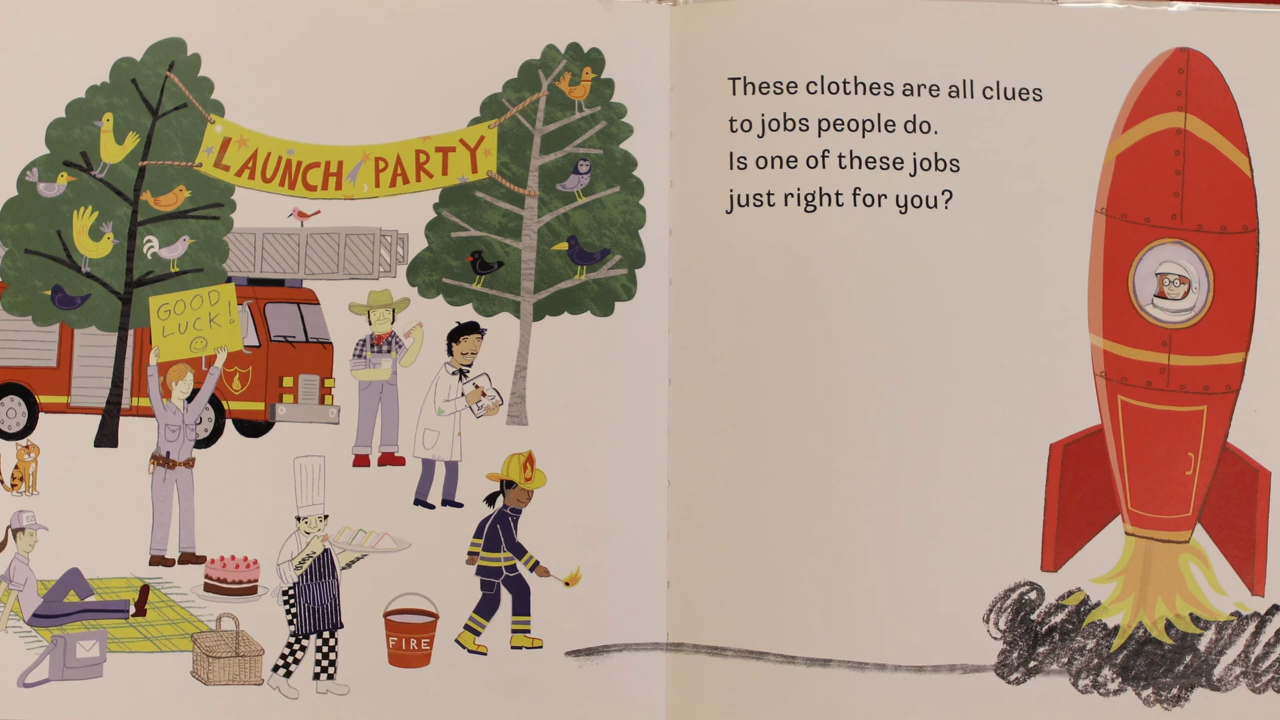 LAUNCH PARTY
GOOD
LUCK!
FIRE
These clothes are all clues
to jobs people do.
Is one of these jobs
just right for you?